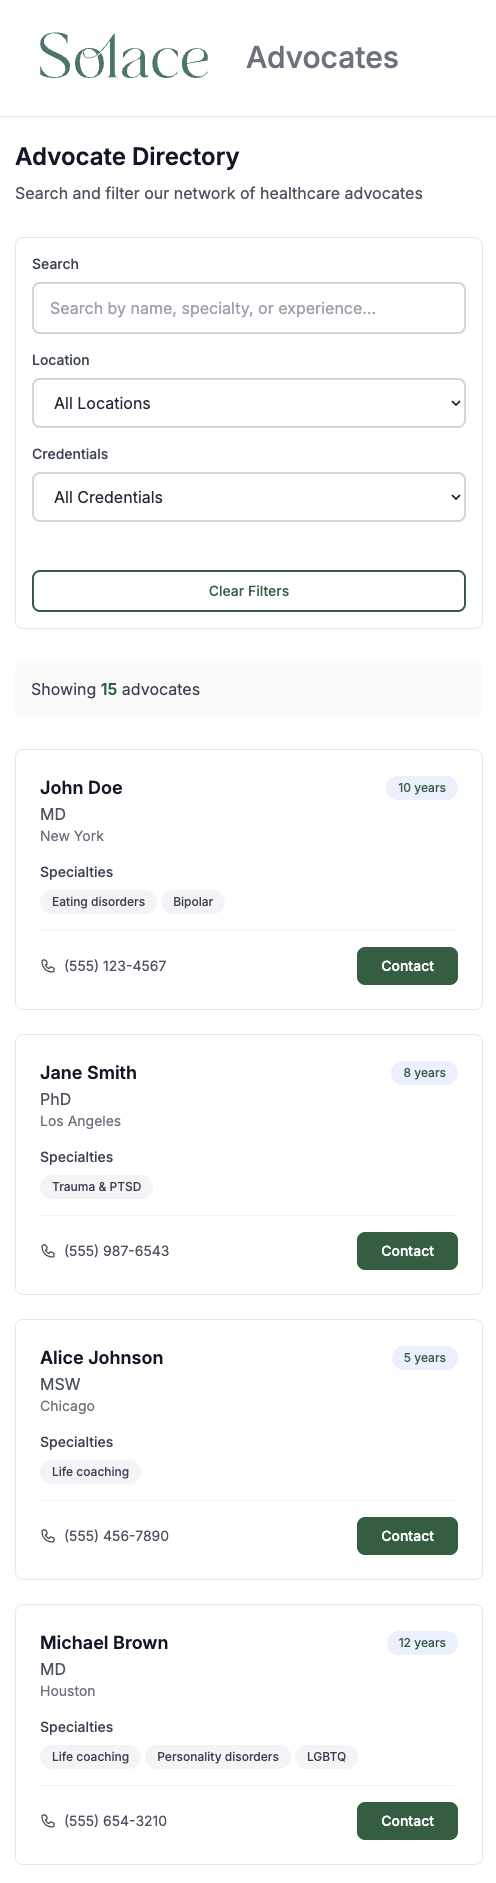 Solace Advocates
Advocate Directory
Search and filter our network of healthcare advocates
Search
Search by name, specialty, or experience...
Location
All Locations
Credentials
All Credentials
Clear Filters
Showing 15 advocates
John Doe 10 years
MD
New York
Specialties
Eating disorders Bipolar
(555) 123-4567 Contact
Jane Smith 8 years
PhD
Los Angeles
Specialties
Trauma & PTSD
(555) 987-6543 Contact
Alice Johnson 5 years
MSW
Chicago
Specialties
Life coaching
(555) 456-7890 Contact
Michael Brown 12 years
MD
Houston
Specialties
Life coaching Personality disorders LGBTQ
(555) 654-3210 Contact